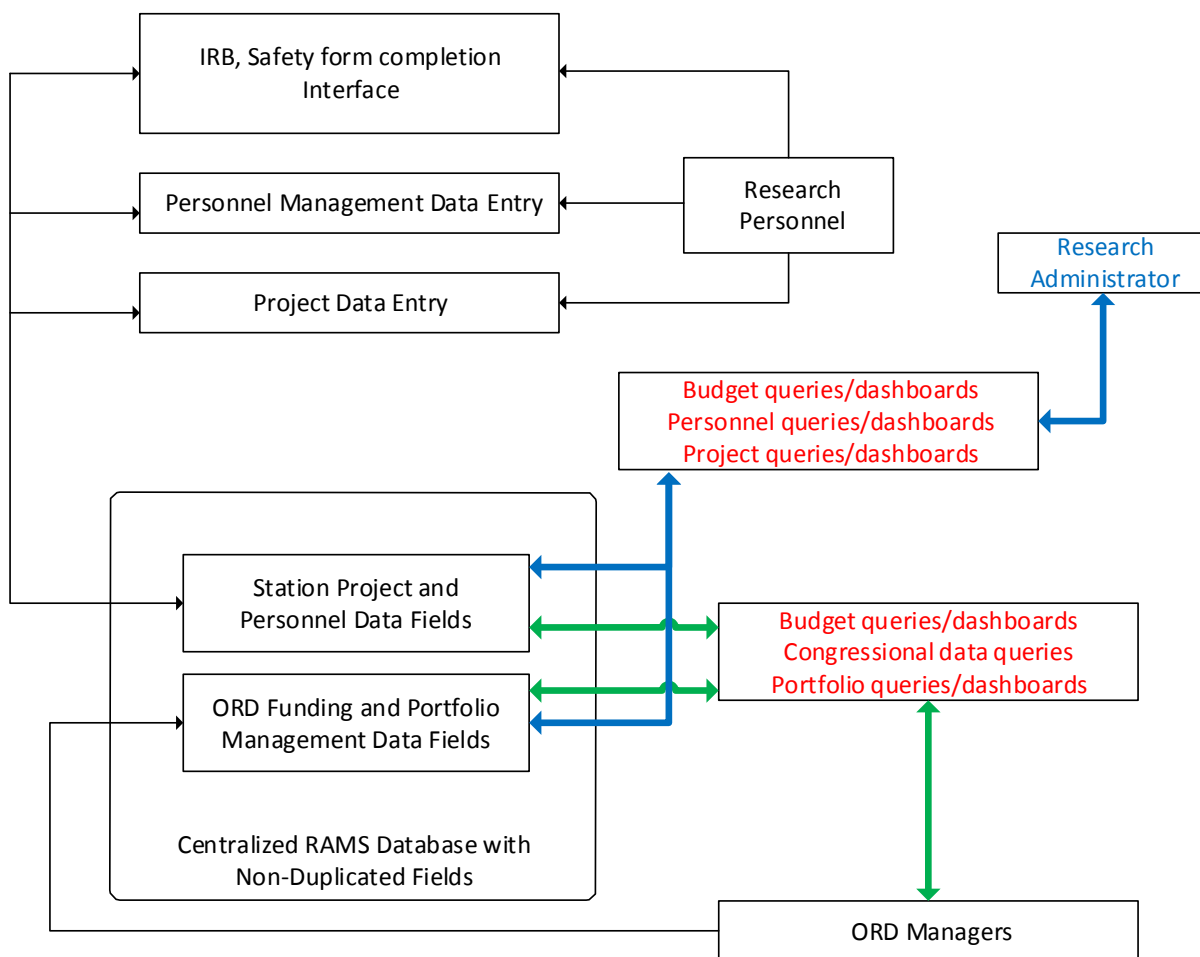 IRB, Safety form completion
Interface
Personnel Management Data Entry
Research
Personnel
Project Data Entry
Research
Administrator
Budget queries/dashboards
Personnel queries/dashboards
Project queries/dashboards
Station Project and
Personnel Data Fields
Budget queries/dashboards
Congressional data queries
Portfolio queries/dashboards
ORD Funding and Portfolio
Management Data Fields
Centralized RAMS Database with
Non-Duplicated Fields
ORD Managers